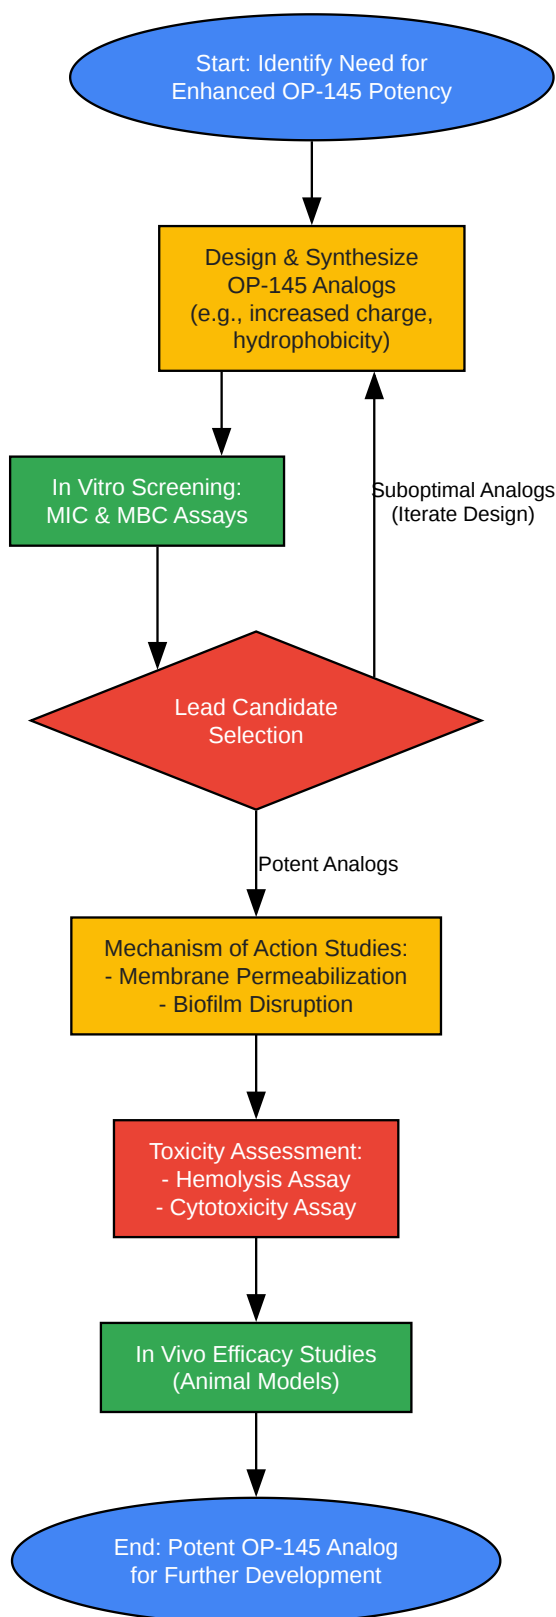 Start: Identify Need for
Enhanced OP-145 Potency
Design & Synthesize
OP-145 Analogs
(e.g., increased charge,
hydrophobicity)
In Vitro Screening:
MIC & MBC Assays
Suboptimal Analogs
(Iterate Design)
Lead Candidate
Selection
Potent Analogs
Mechanism of Action Studies:
- Membrane Permeabilization
- Biofilm Disruption
Toxicity Assessment:
- Hemolysis Assay
- Cytotoxicity Assay
In Vivo Efficacy Studies
(Animal Models)
End: Potent OP-145 Analog
for Further Development